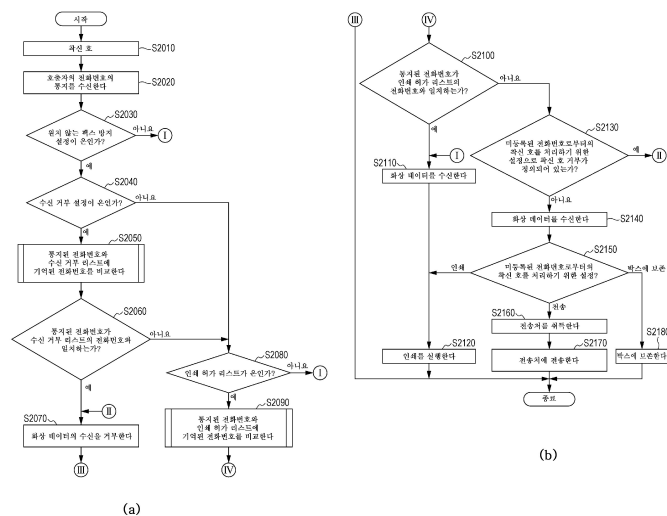 시작
S2010
착신 호
S2020
호출자의 전화번호의
통지를 수신한다
S2030
원치 않는 팩스 방지
설정이 온인가?
아니요
I
예
S2040
수신 거부 설정이 온인가?
아니요
예
S2050
통지된 전화번호와
수신 거부 리스트에
기억된 전화번호를 비교한다
S2060
통지된 전화번호가
수신 거부 리스트의 전화번호와
일치하는가?
아니요
예
II
S2070
화상 데이터의 수신을 거부한다
III
S2080
인쇄 허가 리스트가 온인가?
아니요
I
예
S2090
통지된 전화번호와
인쇄 허가 리스트에
기억된 전화번호를 비교한다
IV
(a)
III
IV
S2100
통지된 전화번호가
인쇄 허가 리스트의
전화번호와 일치하는가?
아니요
예
I
S2110
화상 데이터를 수신한다
S2130
미등록된 전화번호로부터의
착신 호를 처리하기 위한
설정으로 착신 호 거부가
정의되어 있는가?
예
II
아니요
화상 데이터를 수신한다
S2140
S2150
미등록된 전화번호로부터의
착신 호를 처리하기 위한 설정?
인쇄
박스에 보존
전송
S2160
전송처를 취득한다
S2120
인쇄를 실행한다
S2170
전송처에 전송한다
S2180
박스에 보존한다
종료
(b)